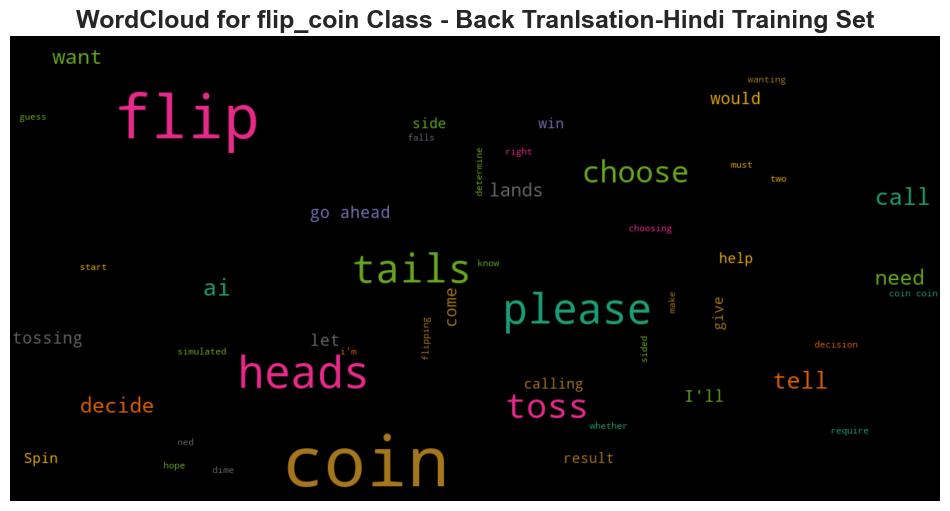 WordCloud for flip_coin Class - Back Tranlsation-Hindi Training Set
want
wanting
would
flip
guess
side
win
falls
right
determine
must
choose
two
lands
call
go ahead
choosing
tails
know
help
start
need
ai
coin coin
come
please
make
give
tossing
let
flipping
sided
decision
simulated
i'm
heads
calling
tell
decide
toss
I'll
whether
require
ned
coin
Spin
result
hope
dime